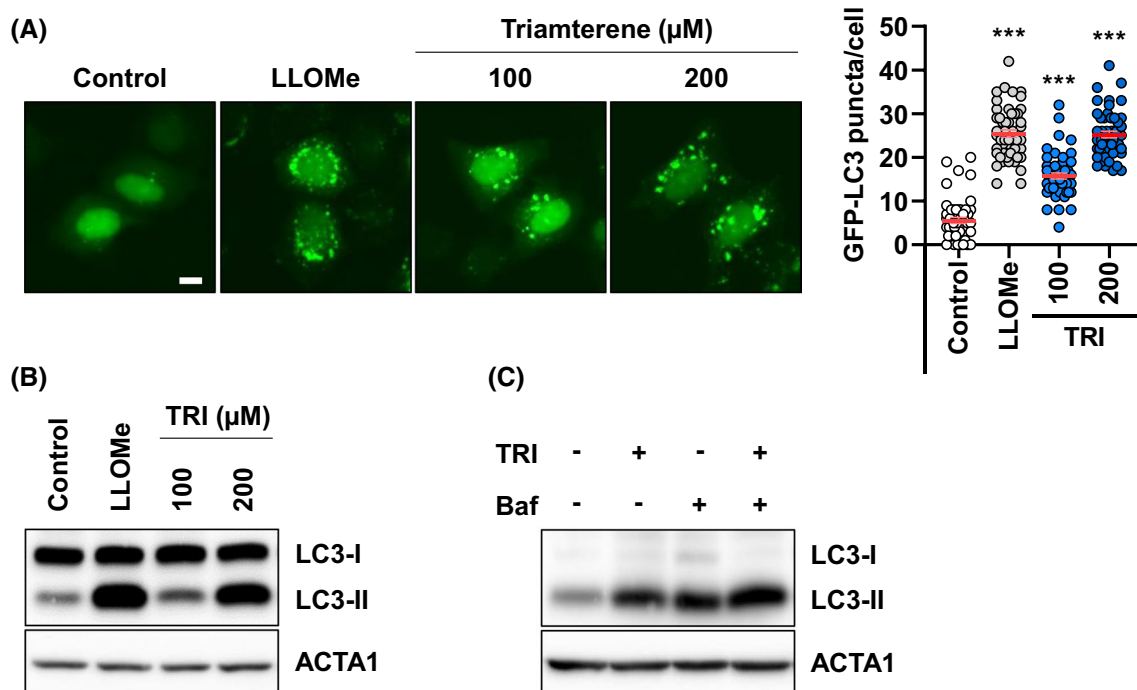 (A)
Triamterene (µM)
Control LLOMe 100 200
GFP-LC3 puncta/cell
50
40
30
20
10
0
*** *** ***
Control LLOMe 100 200
TRI
(B)
Control LLOMe TRI (µM)
100 200
LC3-I
LC3-II
ACTA1
(C)
TRI - + - +
Baf - - + +
LC3-I
LC3-II
ACTA1